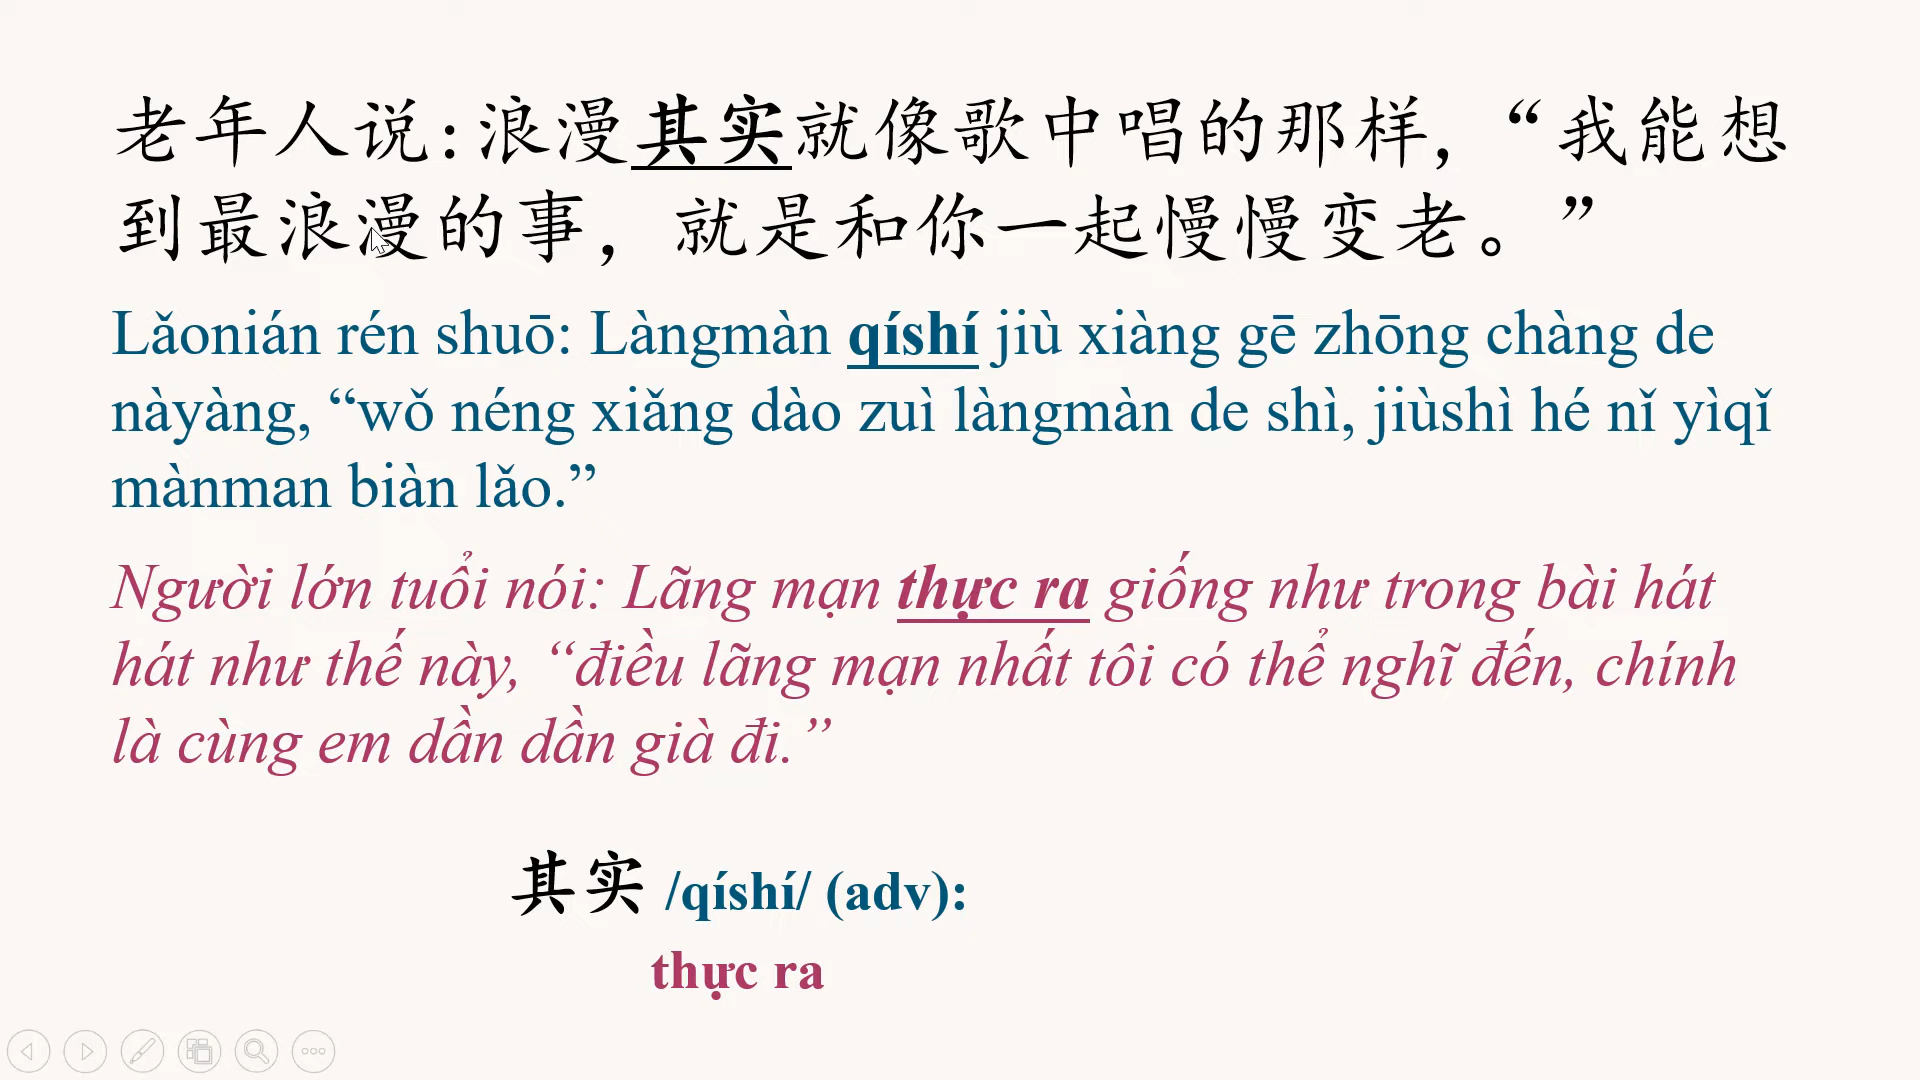 老年人说:浪漫其实就像歌中唱的那样,“我能想
到最浪漫的事，就是和你一起慢慢变老。”
Lǎonián rén shuō: Làngmàn qíshí jiù xiàng gē zhōng chàng de
nàyàng, “wǒ néng xiǎng dào zuì làngmàn de shì, jiùshì hé nǐ yìqǐ
mànman biàn lǎo.”
Người lớn tuổi nói: Lãng mạn thực ra giống như trong bài hát
hát như thế này, “điều lãng mạn nhất tôi có thể nghĩ đến, chính
là cùng em dần dần già đi.”
其实 /qíshí/ (adv):
thực ra